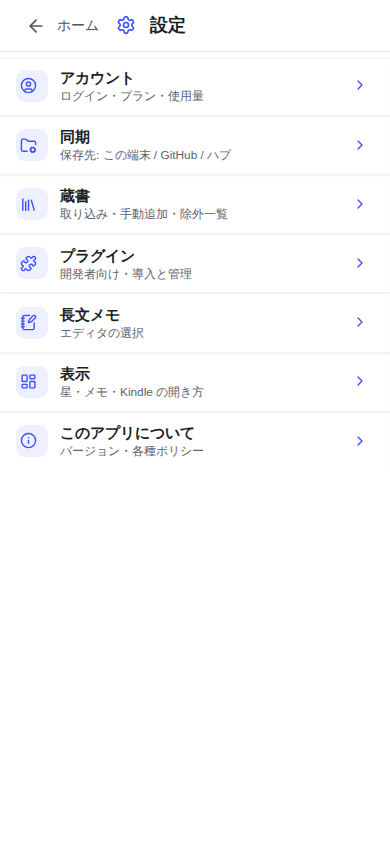 ホーム 設定
アカウント
ログイン・プラン・使用量
同期
保存先: この端末 / GitHub / ハブ
蔵書
取り込み・手動追加・除外一覧
プラグイン
開発者向け・導入と管理
長文メモ
エディタの選択
表示
星・メモ・Kindle の開き方
このアプリについて
バージョン・各種ポリシー